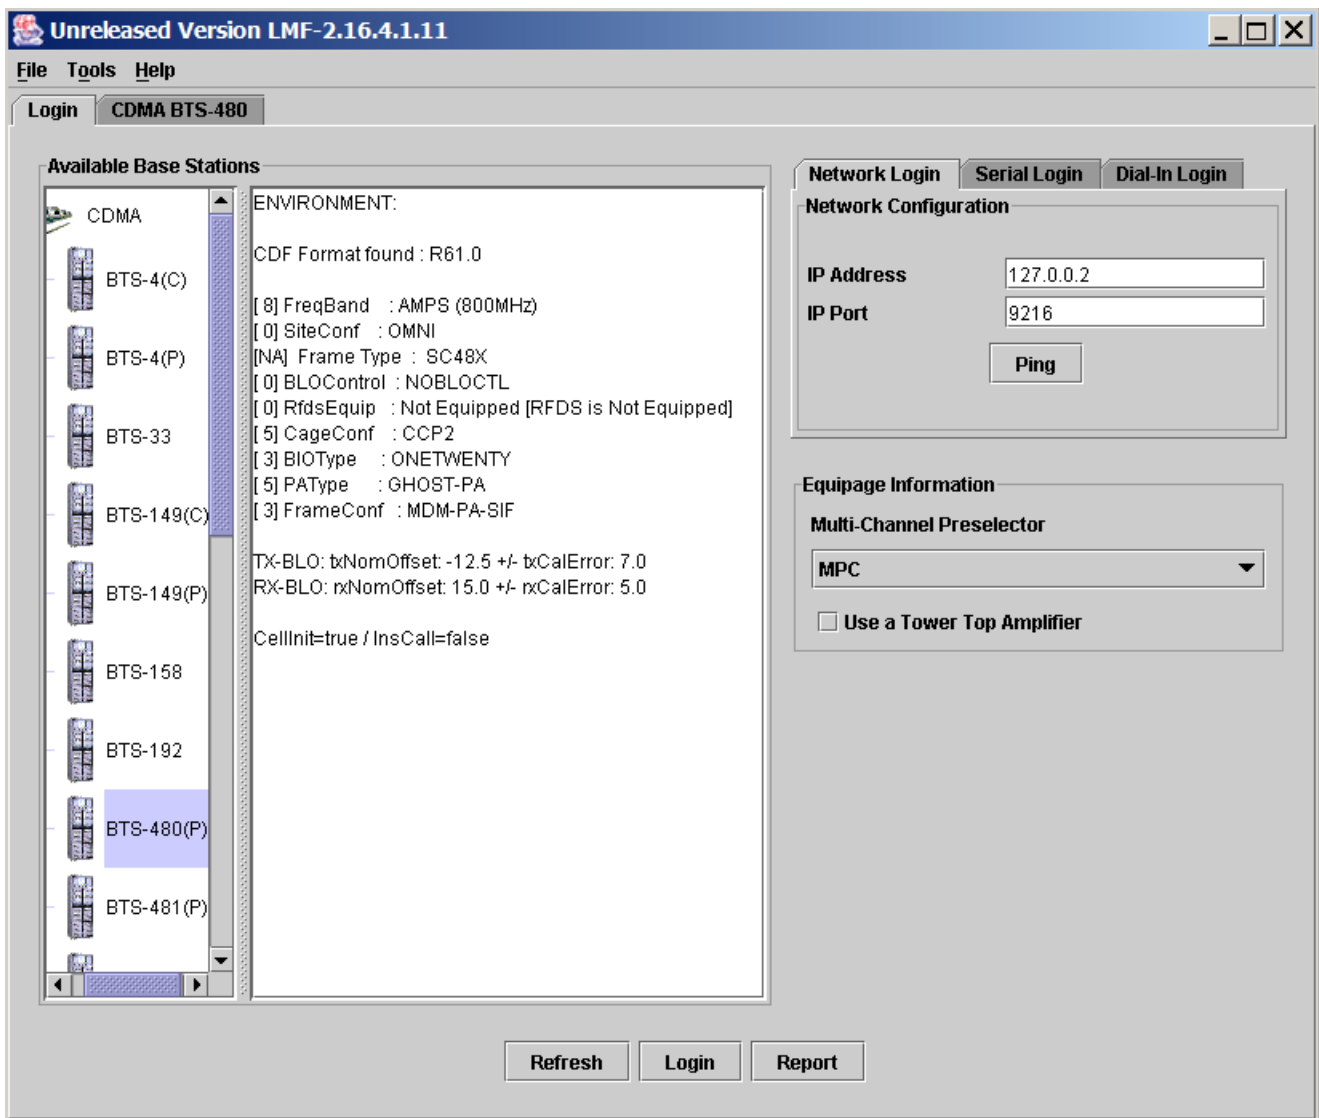 Unreleased Version LMF-2.16.4.1.11
File Tools Help
Login CDMA BTS-480
Available Base Stations
CDMA
BTS-4(C)
BTS-4(P)
BTS-33
BTS-149(C)
BTS-149(P)
BTS-158
BTS-192
BTS-480(P)
BTS-481(P)
ENVIRONMENT:
CDF Format found : R61.0
[ 8] FreqBand : AMPS (800MHz)
[ 0] SiteConf : OMNI
[NA] Frame Type : SC48X
[ 0] BLOControl : NOBLOCTL
[ 0] RfdsEquip : Not Equipped [RFDS is Not Equipped]
[ 5] CageConf : CCP2
[ 3] BIOType : ONETWENTY
[ 5] PAType : GHOST-PA
[ 3] FrameConf : MDM-PA-SIF
TX-BLO: txNomOffset: -12.5 +/- txCalError: 7.0
RX-BLO: rxNomOffset: 15.0 +/- rxCalError: 5.0
CellInit=true / InsCall=false
Network Login Serial Login Dial-In Login
Network Configuration
IP Address 127.0.0.2
IP Port 9216
Ping
Equipage Information
Multi-Channel Preselector
MPC
Use a Tower Top Amplifier
Refresh Login Report